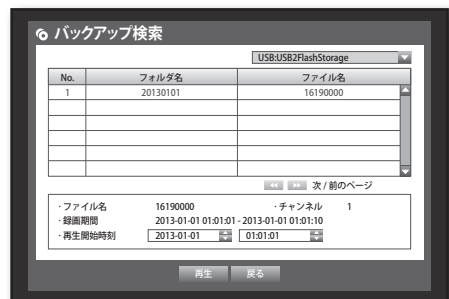 バックアップ検索
USB:USB2FlashStorage
No. フォルダ名 ファイル名
1 20130101 16190000
次 / 前のページ
·ファイル名 16190000 ·チャンネル 1
·録画期間 2013-01-01 01:01:01 - 2013-01-01 01:01:10
·再生開始時刻 2013-01-01 01:01:01
再生 戻る